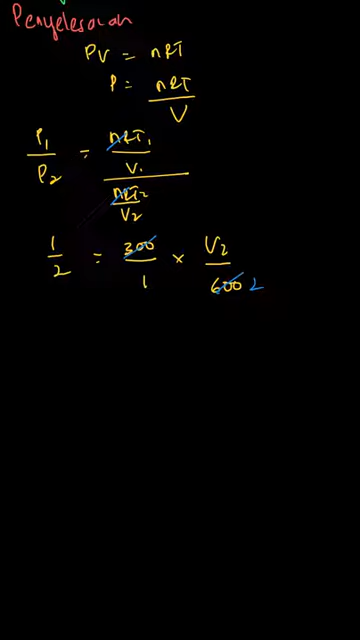 Penyelesaian
PV = nRT
P = nRT / V
P₁ / P₂ = (nRT₁ / V₁) / (nRT₂ / V₂)
1 / 2 = 300 / 1 × V₂ / 600 2